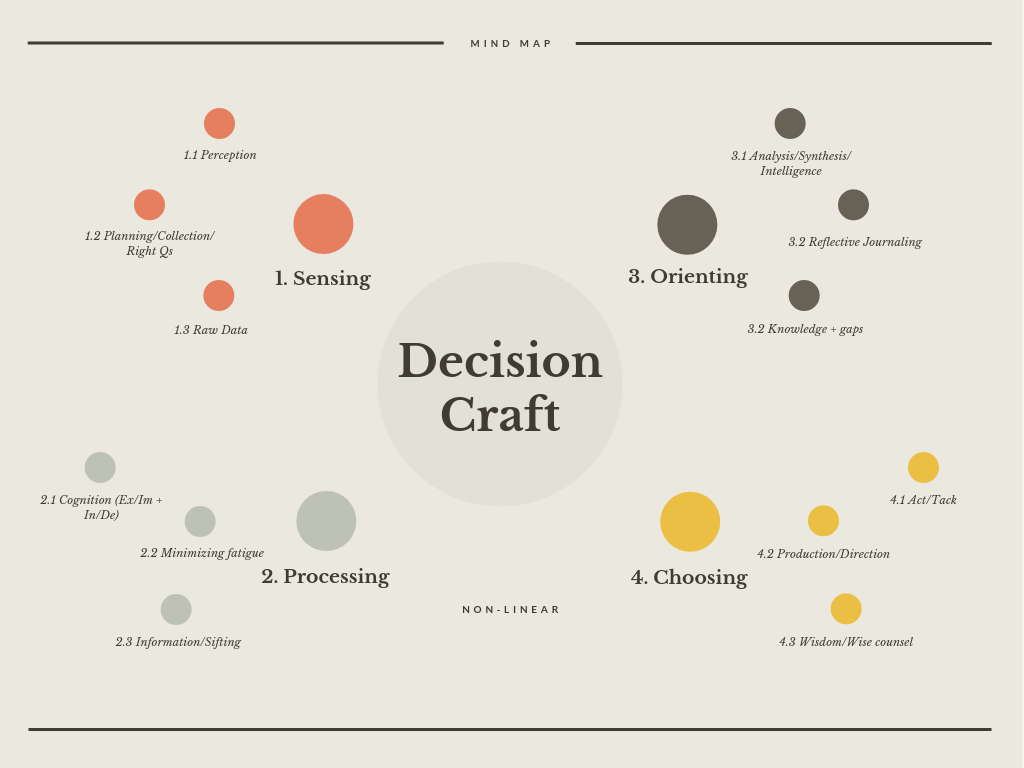 MIND MAP
1.1 Perception
1.2 Planning/Collection/
Right Qs
1. Sensing
1.3 Raw Data
3.1 Analysis/Synthesis/
Intelligence
3.2 Reflective Journaling
3. Orienting
3.2 Knowledge + gaps
Decision
Craft
2.1 Cognition (Ex/Im +
In/De)
2.2 Minimizing fatigue
2. Processing
2.3 Information/Sifting
4.1 Act/Tack
4.2 Production/Direction
4. Choosing
4.3 Wisdom/Wise counsel
NON-LINEAR